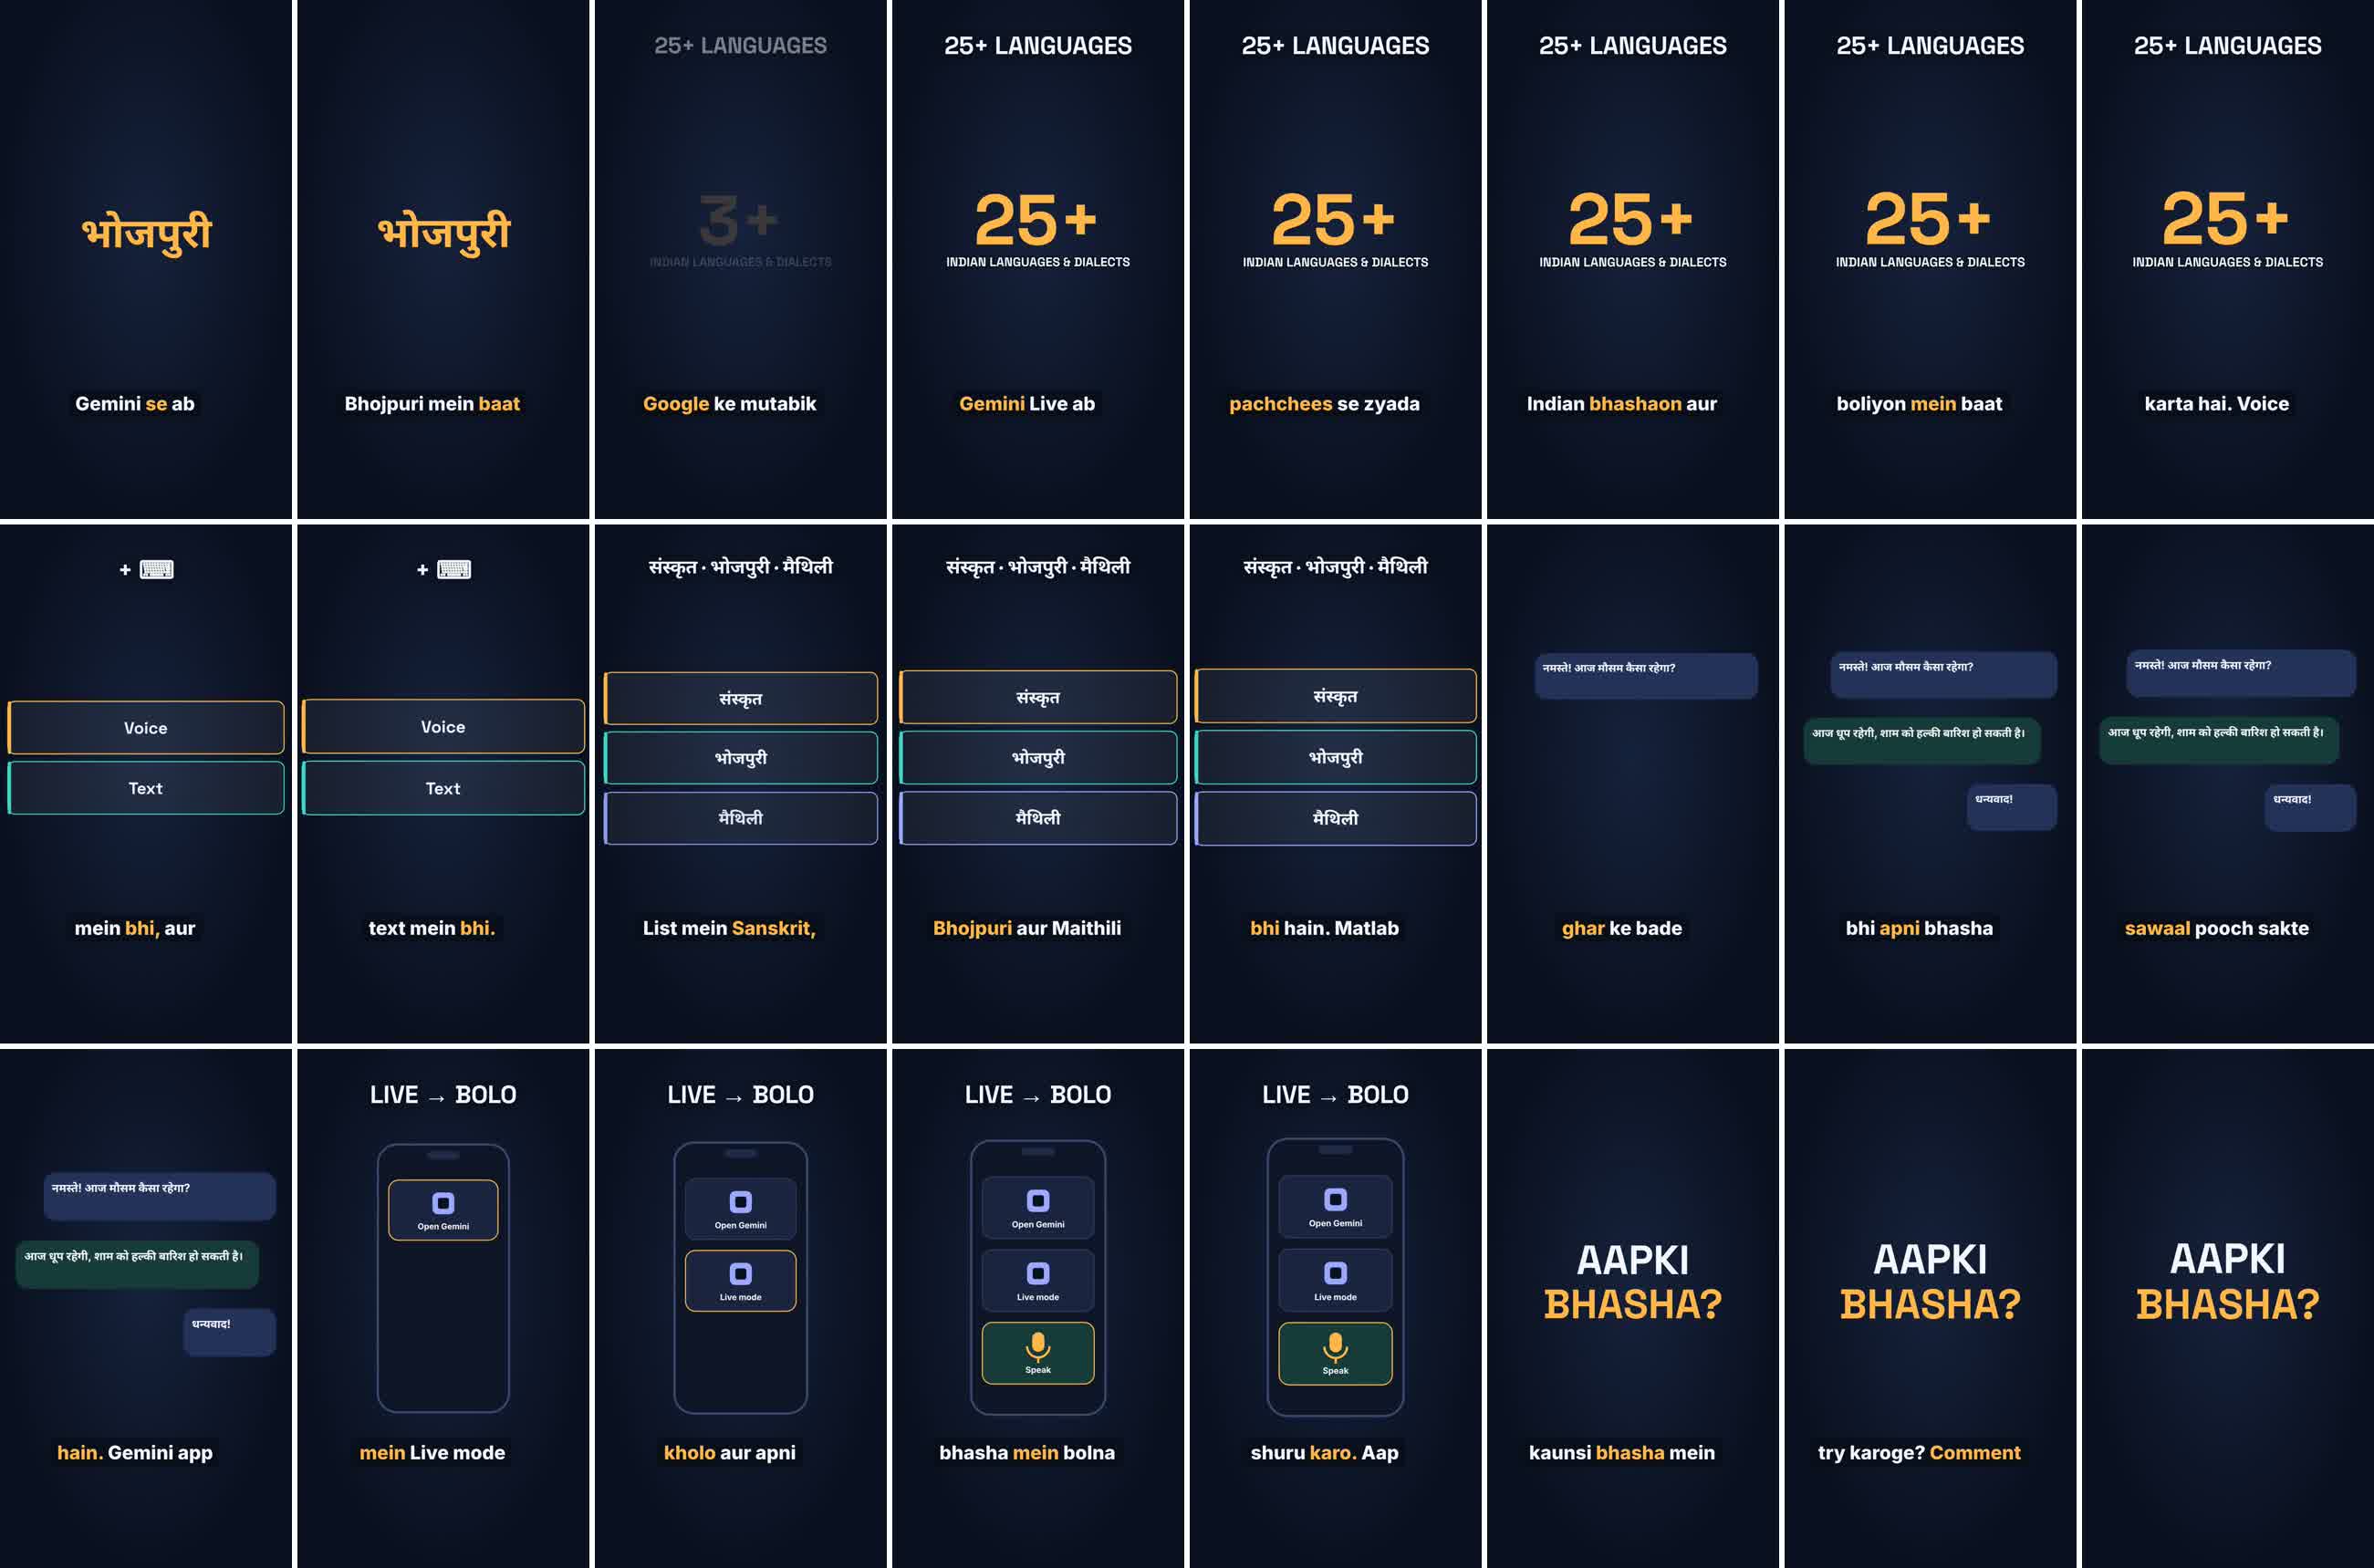 भोजपुरी
Gemini se ab
भोजपुरी
Bhojpuri mein baat
25+ LANGUAGES
3+
INDIAN LANGUAGES & DIALECTS
Google ke mutabik
25+ LANGUAGES
25+
INDIAN LANGUAGES & DIALECTS
Gemini Live ab
25+ LANGUAGES
25+
INDIAN LANGUAGES & DIALECTS
pachchees se zyada
25+ LANGUAGES
25+
INDIAN LANGUAGES & DIALECTS
Indian bhashaon aur
25+ LANGUAGES
25+
INDIAN LANGUAGES & DIALECTS
boliyon mein baat
25+ LANGUAGES
25+
INDIAN LANGUAGES & DIALECTS
karta hai. Voice
+ ⌨
Voice
Text
mein bhi, aur
+ ⌨
Voice
Text
text mein bhi.
संस्कृत · भोजपुरी · मैथिली
संस्कृत
भोजपुरी
मैथिली
List mein Sanskrit,
संस्कृत · भोजपुरी · मैथिली
संस्कृत
भोजपुरी
मैथिली
Bhojpuri aur Maithili
संस्कृत · भोजपुरी · मैथिली
संस्कृत
भोजपुरी
मैथिली
bhi hain. Matlab
नमस्ते! आज मौसम कैसा रहेगा?
ghar ke bade
नमस्ते! आज मौसम कैसा रहेगा?
आज धूप रहेगी, शाम को हल्की बारिश हो सकती है।
धन्यवाद!
bhi apni bhasha
नमस्ते! आज मौसम कैसा रहेगा?
आज धूप रहेगी, शाम को हल्की बारिश हो सकती है।
धन्यवाद!
sawaal pooch sakte
नमस्ते! आज मौसम कैसा रहेगा?
आज धूप रहेगी, शाम को हल्की बारिश हो सकती है।
धन्यवाद!
hain. Gemini app
LIVE → BOLO
Open Gemini
mein Live mode
LIVE → BOLO
Open Gemini
Live mode
kholo aur apni
LIVE → BOLO
Open Gemini
Live mode
Speak
bhasha mein bolna
LIVE → BOLO
Open Gemini
Live mode
Speak
shuru karo. Aap
AAPKI
BHASHA?
kaunsi bhasha mein
AAPKI
BHASHA?
try karoge? Comment
AAPKI
BHASHA?